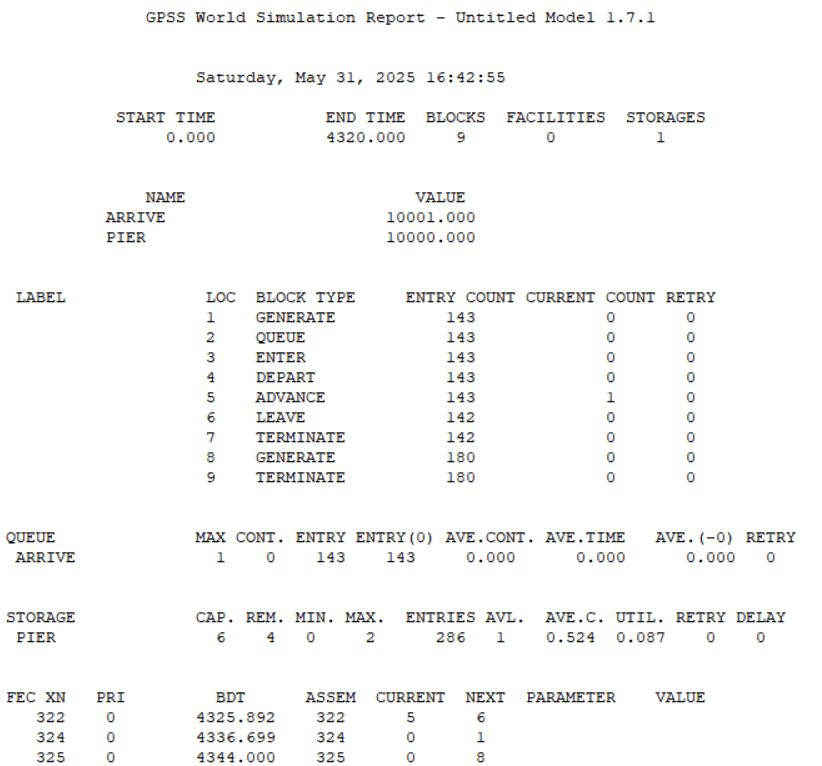 GPSS World Simulation Report - Untitled Model 1.7.1
Saturday, May 31, 2025 16:42:55
START TIME END TIME BLOCKS FACILITIES STORAGES
0.000 4320.000 9 0 1
NAME VALUE
ARRIVE 10001.000
PIER 10000.000
LABEL LOC BLOCK TYPE ENTRY COUNT CURRENT COUNT RETRY
1 GENERATE 143 0 0
2 QUEUE 143 0 0
3 ENTER 143 0 0
4 DEPART 143 0 0
5 ADVANCE 143 1 0
6 LEAVE 142 0 0
7 TERMINATE 142 0 0
8 GENERATE 180 0 0
9 TERMINATE 180 0 0
QUEUE MAX CONT. ENTRY ENTRY(0) AVE.CONT. AVE.TIME AVE.(-0) RETRY
ARRIVE 1 0 143 143 0.000 0.000 0.000 0
STORAGE CAP. REM. MIN. MAX. ENTRIES AVL. AVE.C. UTIL. RETRY DELAY
PIER 6 4 0 2 286 1 0.524 0.087 0 0
FEC XN PRI BDT ASSEM CURRENT NEXT PARAMETER VALUE
322 0 4325.892 322 5 6
324 0 4336.699 324 0 1
325 0 4344.000 325 0 8